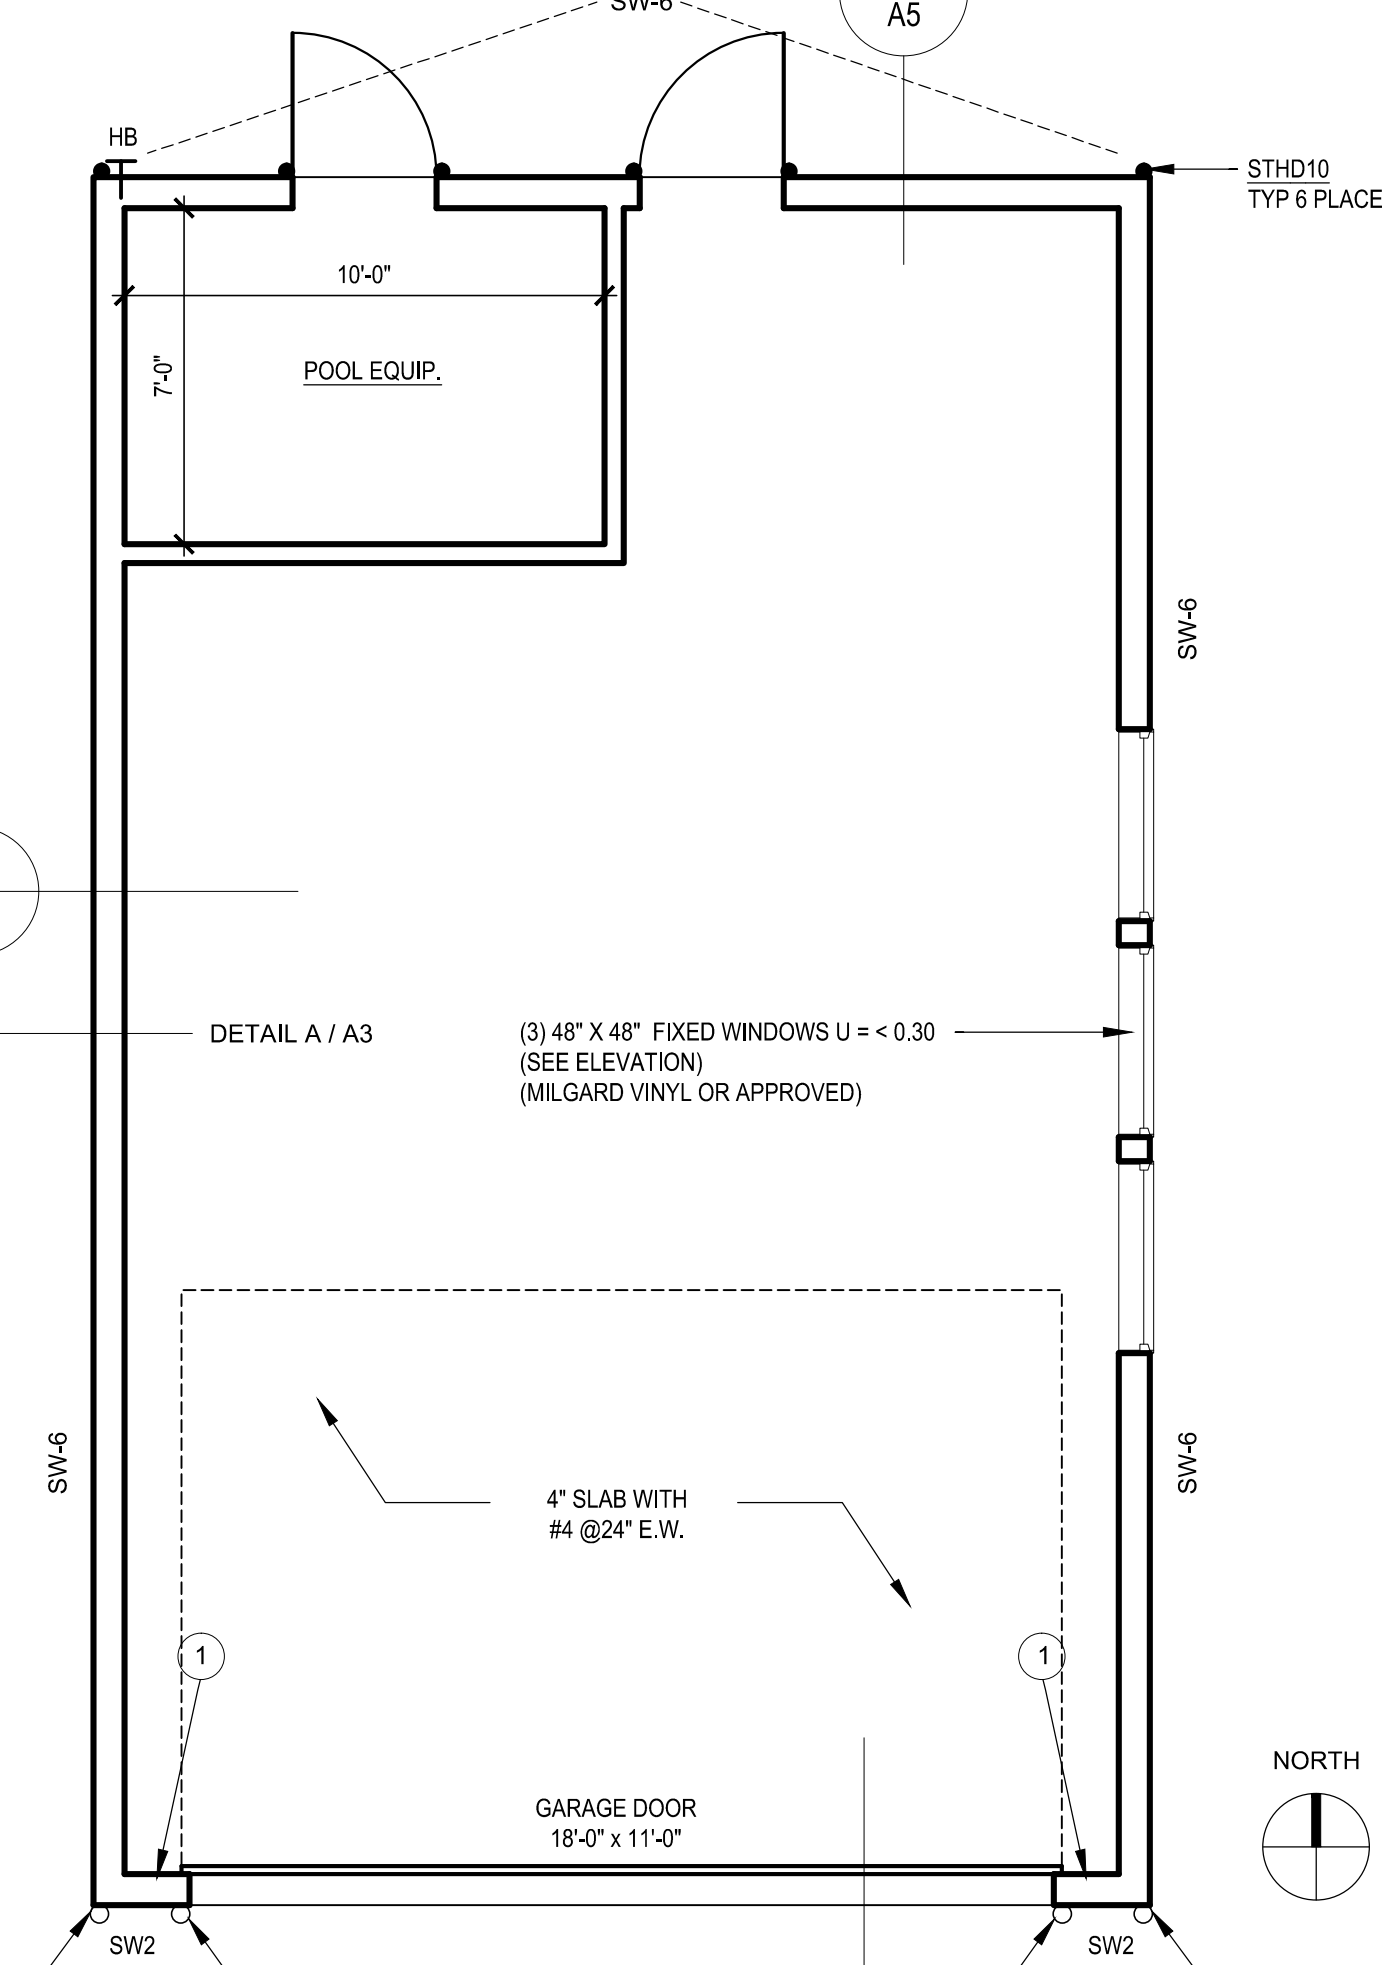 SW-6
A5
HB
STHD10
TYP 6 PLACE
10'-0"
7'-0"
POOL EQUIP.
SW-6
DETAIL A / A3
(3) 48" X 48" FIXED WINDOWS U = < 0.30
(SEE ELEVATION)
(MILGARD VINYL OR APPROVED)
SW-6
SW-6
4" SLAB WITH
#4 @24" E.W.
1
1
NORTH
GARAGE DOOR
18'-0" x 11'-0"
SW2
SW2